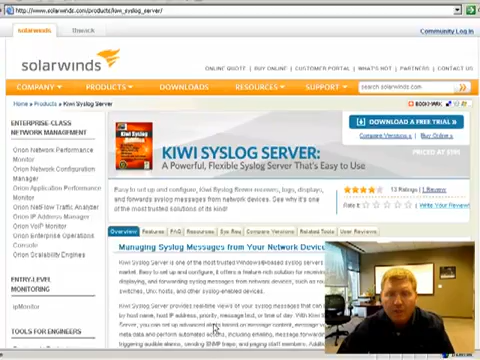 http://www.solarwinds.com/products/kiwi_syslog_server/
solarwinds
thwack
Community Log In
solarwinds
ONLINE QUOTE | BUY ONLINE | CUSTOMER PORTAL | WHAT'S HOT | PARTNERS | CONTACT US
COMPANY PRODUCTS DOWNLOADS RESOURCES SUPPORT
search solarwinds.com
Home » Products » Kiwi Syslog Server
BOOKMARK
ENTERPRISE-CLASS
NETWORK MANAGEMENT
Orion Network Performance
Monitor
Orion Network Configuration
Manager
Orion Application Performance
Monitor
Orion NetFlow Traffic Analyzer
Orion IP Address Manager
Orion VoIP Monitor
Orion Enterprise Operations
Console
Orion Scalability Engines
ENTRY-LEVEL
MONITORING
ipMonitor
TOOLS FOR ENGINEERS
Kiwi Syslog
DOWNLOAD A FREE TRIAL »
Compare Versions Buy Online
KIWI SYSLOG SERVER:
PRICED AT
A Powerful, Flexible Syslog Server That's Easy to Use
Easy to set up and configure, Kiwi Syslog Server receives, logs, displays,
and forwards syslog messages from network devices. See why it's one
of the most trusted solutions of its kind!
13 Ratings | 1 Review
Rate It
Write Your Review
Overview Features FAQ Resources Sys Req Compare Versions Related Tools User Reviews
Managing Syslog Messages from Your Network Devices
Kiwi Syslog Server is one of the most trusted Windows-based syslog servers
market. Easy to set up and configure, it offers a feature rich solution for receiving,
displaying, and forwarding syslog messages from network devices, such as
switches, Unix hosts, and other syslog-enabled devices.
Kiwi Syslog Server provides real-time views of your syslog messages that can
by host name, host IP address, priority, message text, or time of day. With Kiwi
Server, you can set up advanced alerts based on message content, message
meta data and perform automated actions, including emailing, message forwarding,
triggering audible alarms, sending SNMP traps, and paging staff members.